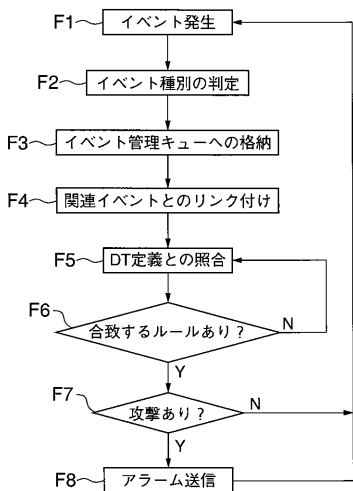 F1 イベント発生
F2 イベント種別の判定
F3 イベント管理キューへの格納
F4 関連イベントとのリンク付け
F5 DT定義との照合
F6 合致するルールあり？ N
Y
F7 攻撃あり？ N
Y
F8 アラーム送信